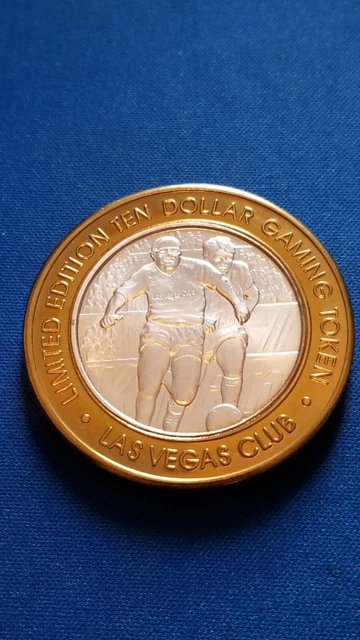 LIMITED EDITION TEN DOLLAR GAMING TOKEN
• LAS VEGAS CLUB •